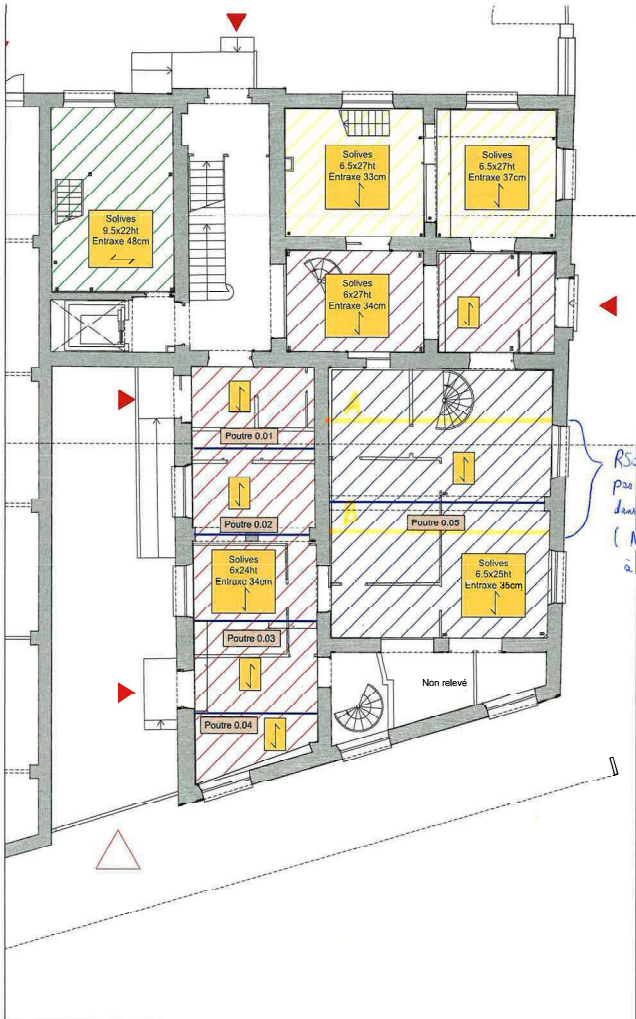 Solives
6.5x27ht
Entraxe 33cm
Solives
6.5x27ht
Entraxe 37cm
Solives
9.5x22ht
Entraxe 48cm
Solives
6x27ht
Entraxe 34cm
Poutre 0.01
A
Poutre 0.02
A
Poutre 0.05
par
dans
Solives
6x24ht
Entraxe 34cm
Solives
6.5x25ht
Entraxe 35cm
à
Poutre 0.03
Non relevé
Poutre 0.04